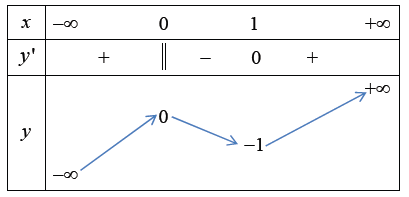 x −∞ 0 1 +∞
y' + || − 0 +
y −∞ 0 −1 +∞